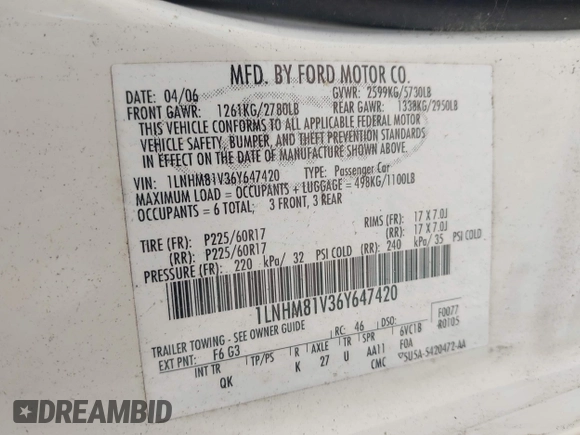 MFD. BY FORD MOTOR CO.
DATE: 04/06 GVWR: 2599KG/5730LB
FRONT GAWR: 1261KG/2780LB REAR GAWR: 1338KG/2950LB
THIS VEHICLE CONFORMS TO ALL APPLICABLE FEDERAL MOTOR
VEHICLE SAFETY, BUMPER, AND THEFT PREVENTION STANDARDS
IN EFFECT ON THE DATE OF MANUFACTURE SHOWN ABOVE.
VIN: 1LNHM81V36Y647420 TYPE: Passenger Car
MAXIMUM LOAD = OCCUPANTS + LUGGAGE = 498KG/1100LB
OCCUPANTS = 6 TOTAL; 3 FRONT, 3 REAR
TIRE (FR): P225/60R17 RIMS (FR): 17 X 7.0J
(RR): P225/60R17 (RR): 17 X 7.0J
PRESSURE (FR): 220 kPa/ 32 PSI COLD (RR): 240 kPa/ 35 PSI COLD
1LNHM81V36Y647420
TRAILER TOWING - SEE OWNER GUIDE RC: 46 DSO: F0077
EXT PNT: F6 G3 6VC18 R0105
INT TR TP/PS R AXLE TR SPR FOA
QK K 27 U AA11
CMC SU5A-5420472-AA
DREAMBID